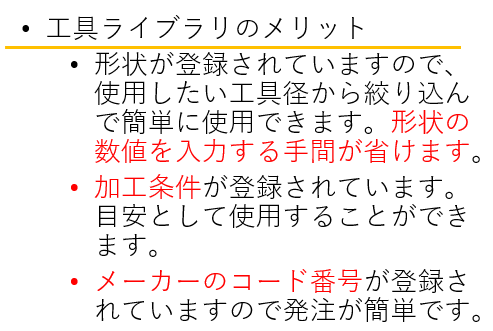 • 工具ライブラリのメリット
• 形状が登録されていますので、
使用したい工具径から絞り込ん
で簡単に使用できます。形状の
数値を入力する手間が省けます。
• 加工条件が登録されています。
目安として使用することができ
ます。
• メーカーのコード番号が登録さ
れていますので発注が簡単です。